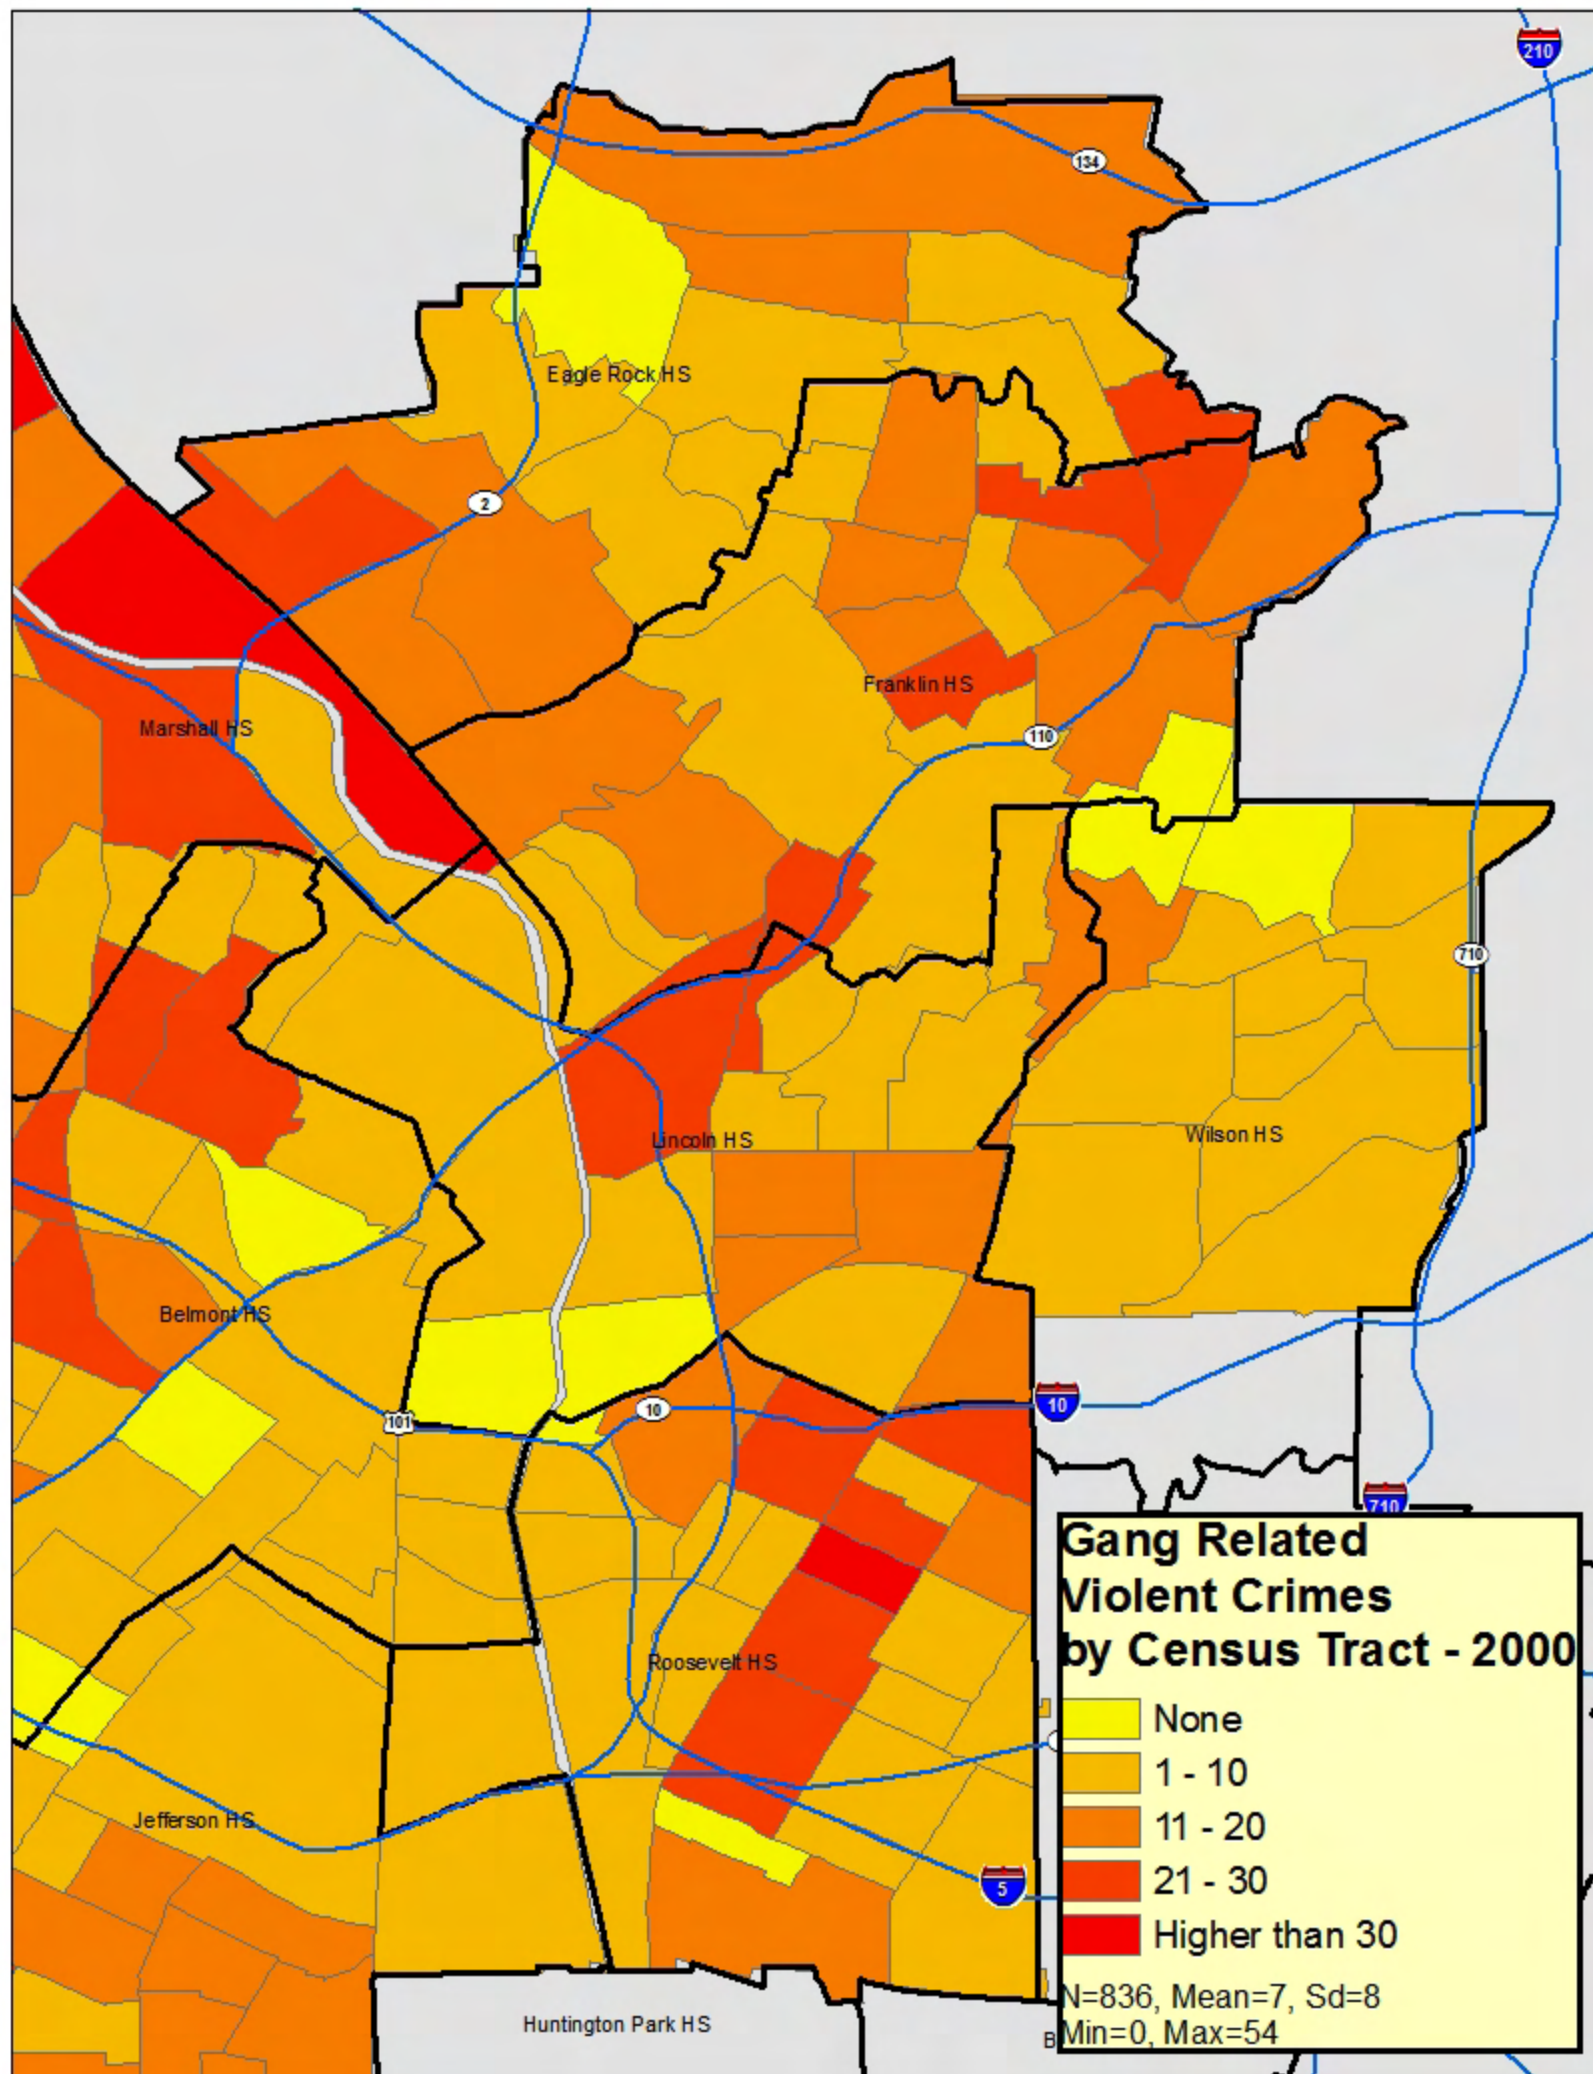 210
134
Eagle Rock HS
2
Franklin HS
Marshall HS
110
710
Lincoln HS
Wilson HS
Belmont HS
10
10
101
710
Gang Related
Violent Crimes
by Census Tract - 2000
Roosevelt HS
None
1 - 10
Jefferson HS
11 - 20
21 - 30
5
Higher than 30
N=836, Mean=7, Sd=8
Huntington Park HS
B
Min=0, Max=54